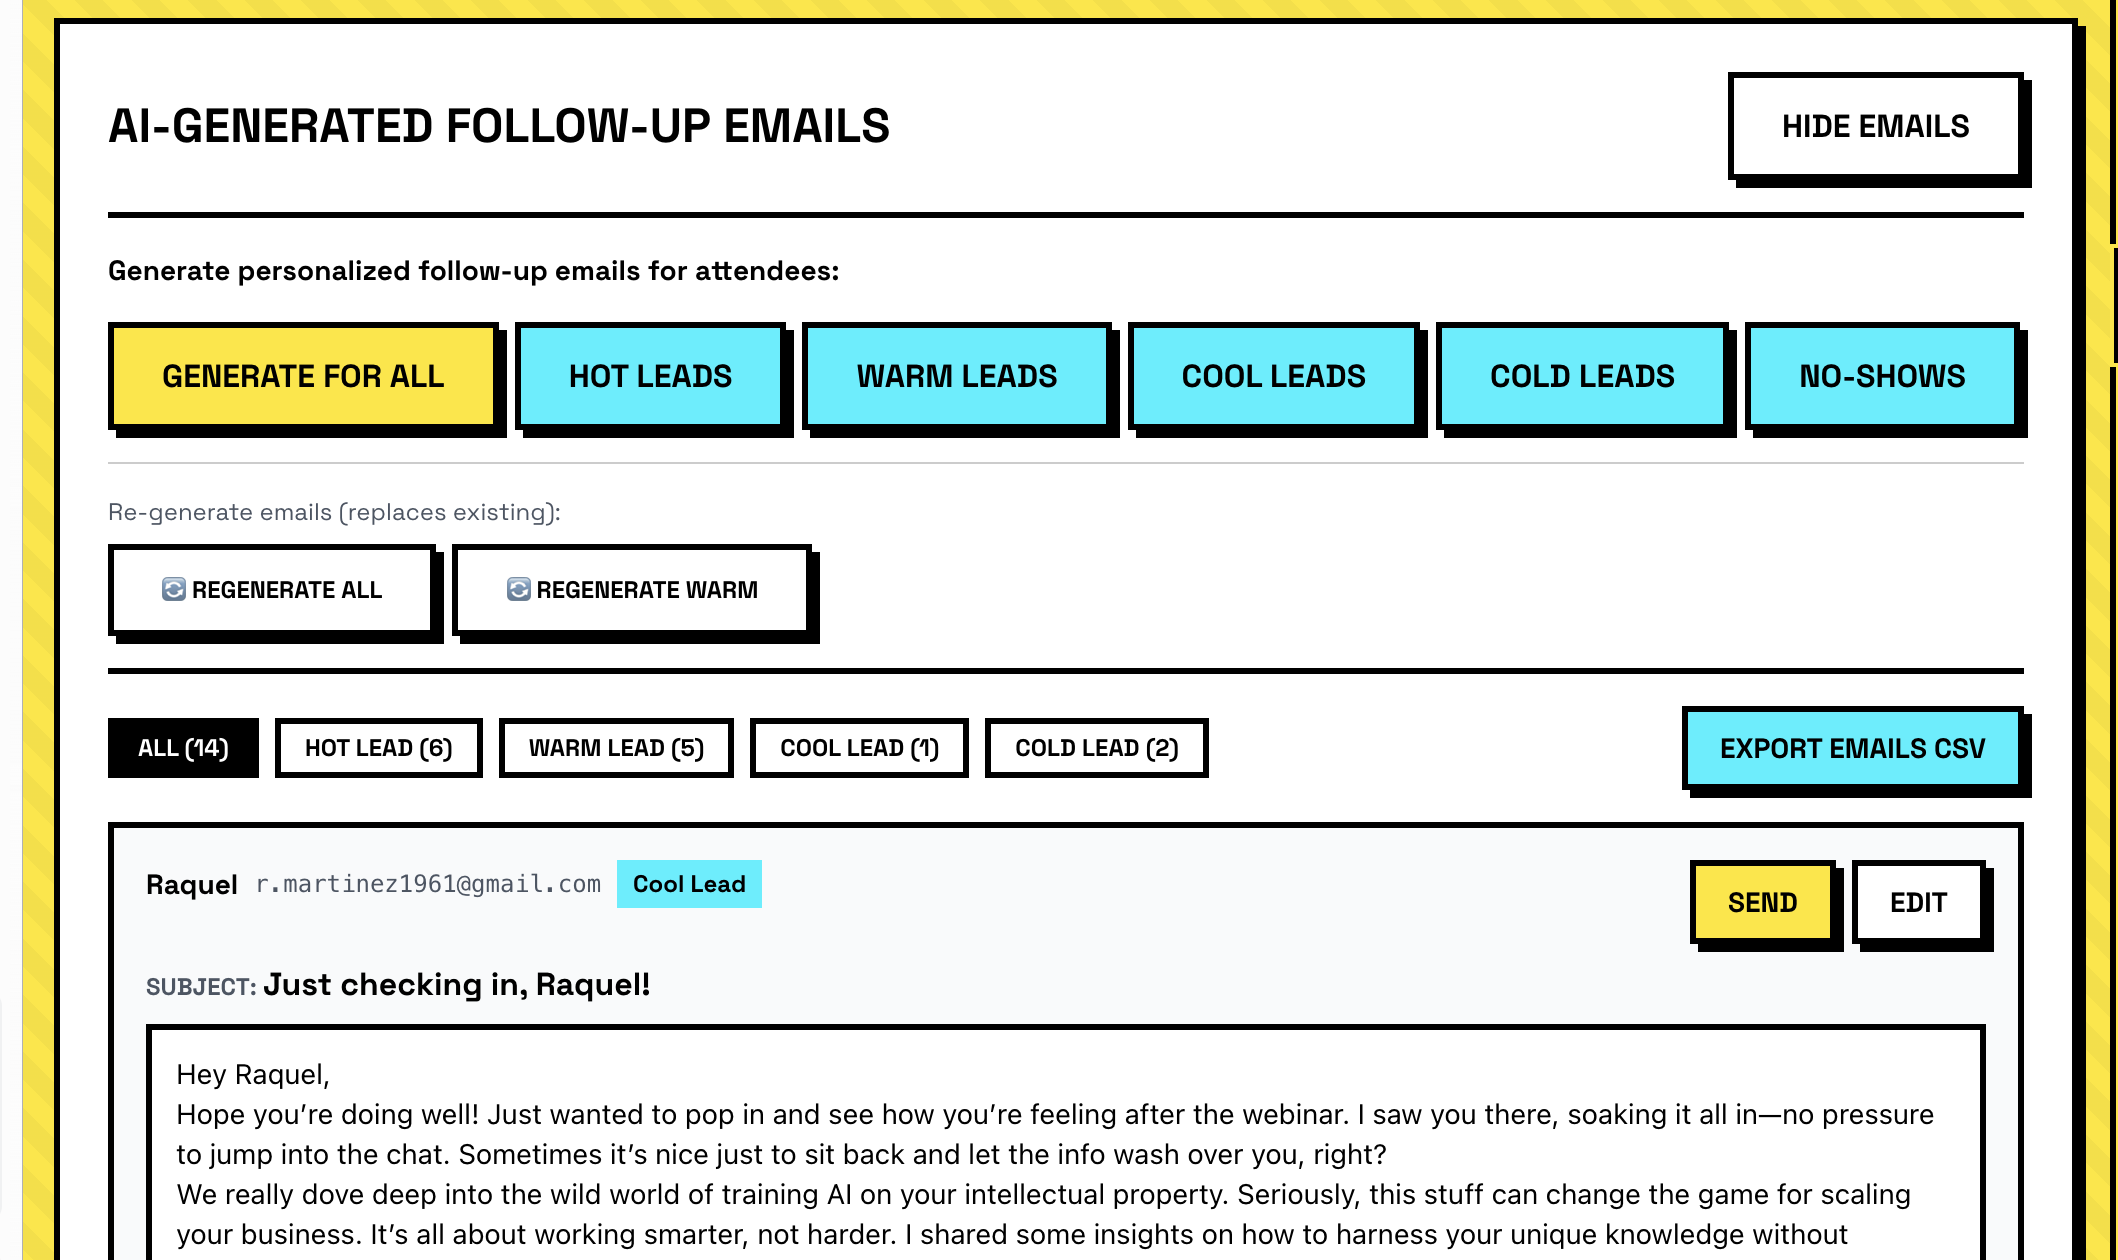 AI-GENERATED FOLLOW-UP EMAILS
HIDE EMAILS
Generate personalized follow-up emails for attendees:
GENERATE FOR ALL
HOT LEADS
WARM LEADS
COOL LEADS
COLD LEADS
NO-SHOWS
Re-generate emails (replaces existing):
REGENERATE ALL
REGENERATE WARM
ALL (14)
HOT LEAD (6)
WARM LEAD (5)
COOL LEAD (1)
COLD LEAD (2)
EXPORT EMAILS CSV
Raquel r.martinez1961@gmail.com Cool Lead
SEND
EDIT
SUBJECT: Just checking in, Raquel!
Hey Raquel,
Hope you’re doing well! Just wanted to pop in and see how you’re feeling after the webinar. I saw you there, soaking it all in—no pressure
to jump into the chat. Sometimes it’s nice just to sit back and let the info wash over you, right?
We really dove deep into the wild world of training AI on your intellectual property. Seriously, this stuff can change the game for scaling
your business. It’s all about working smarter, not harder. I shared some insights on how to harness your unique knowledge without